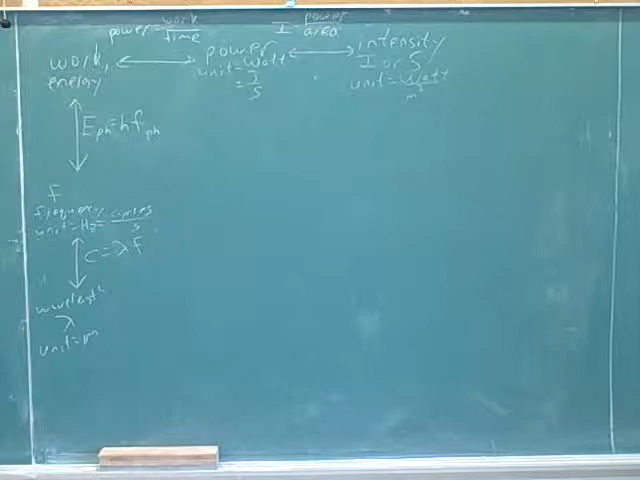 power = work/time
I = power/area
work, energy
power
unit = Watt
= J/s
intensity
I or S
unit = Watt/m²
E_ph = hf_ph
f
frequency
unit = Hz = cycles/s
c = λ f
wavelength
λ
unit = m